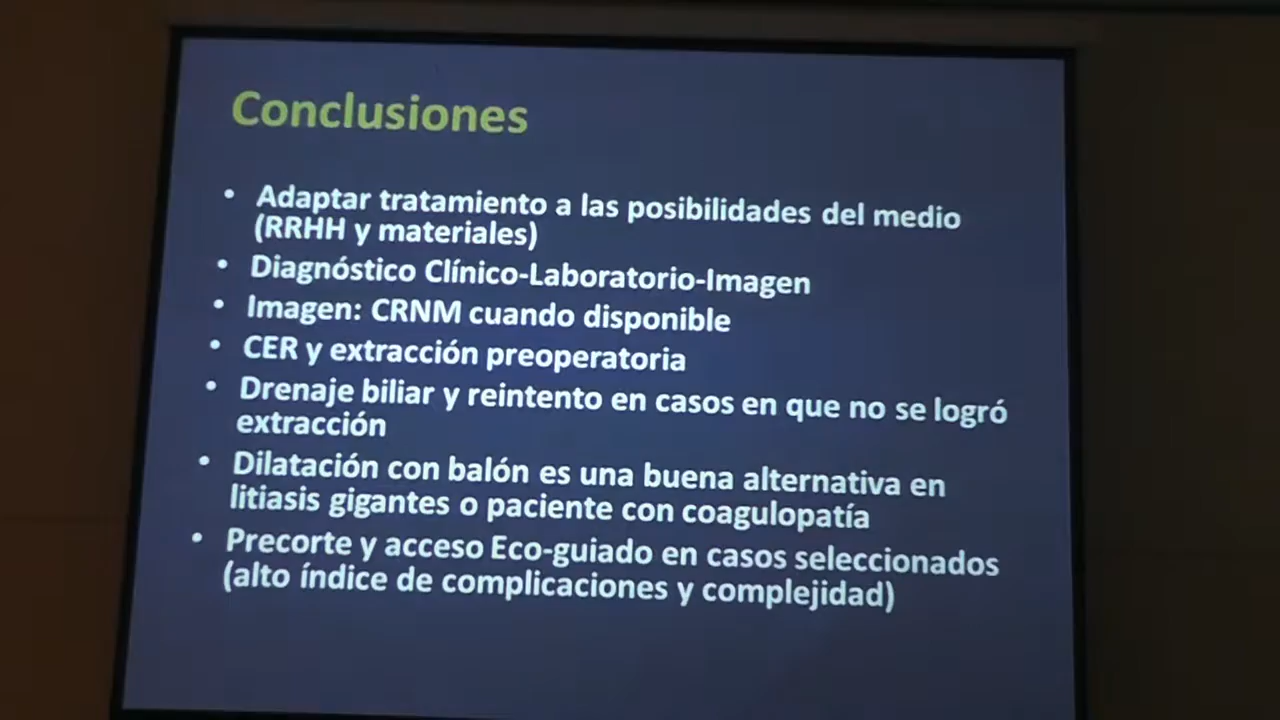 Conclusiones
• Adaptar tratamiento a las posibilidades del medio
(RRHH y materiales)
• Diagnóstico Clínico-Laboratorio-Imagen
• Imagen: CRNM cuando disponible
• CER y extracción preoperatoria
• Drenaje biliar y reintento en casos en que no se logró
extracción
• Dilatación con balón es una buena alternativa en
litiasis gigantes o paciente con coagulopatía
• Precorte y acceso Eco-guiado en casos seleccionados
(alto índice de complicaciones y complejidad)